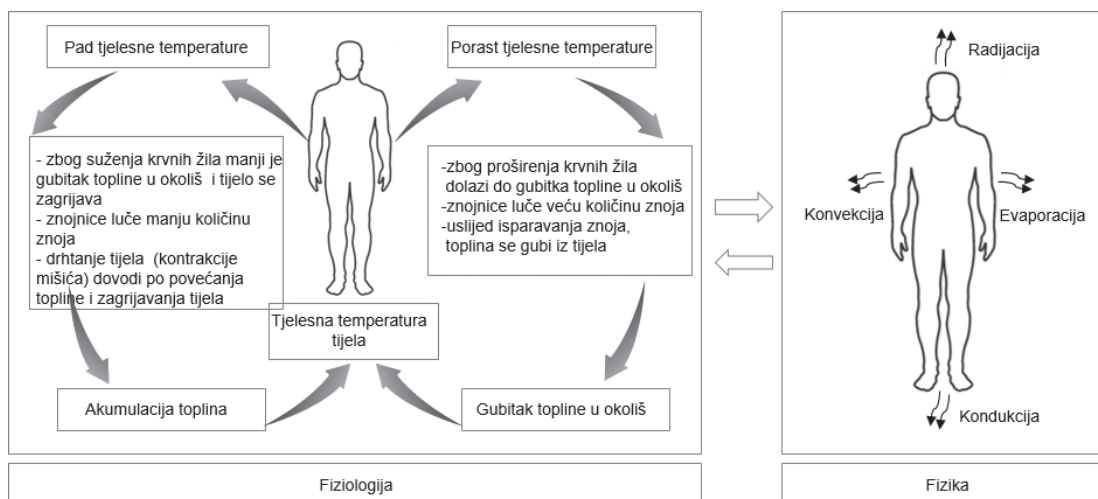 Pad tjelesne temperature
Porast tjelesne temperature
- zbog suženja krvnih žila manji je
gubitak topline u okoliš i tijelo se
zagrijava
- znojnice luče manju količinu
znoja
- drhtanje tijela (kontrakcije
mišića) dovodi po povećanja
topline i zagrijavanja tijela
-zbog proširenja krvnih žila
dolazi do gubitka topline u okoliš
-znojnice luče veću količinu znoja
-uslijed isparavanja znoja,
toplina se gubi iz tijela
Tjelesna temperatura
tijela
Akumulacija toplina
Gubitak topline u okoliš
Fiziologija
Radijacija
Konvekcija
Evaporacija
Kondukcija
Fizika